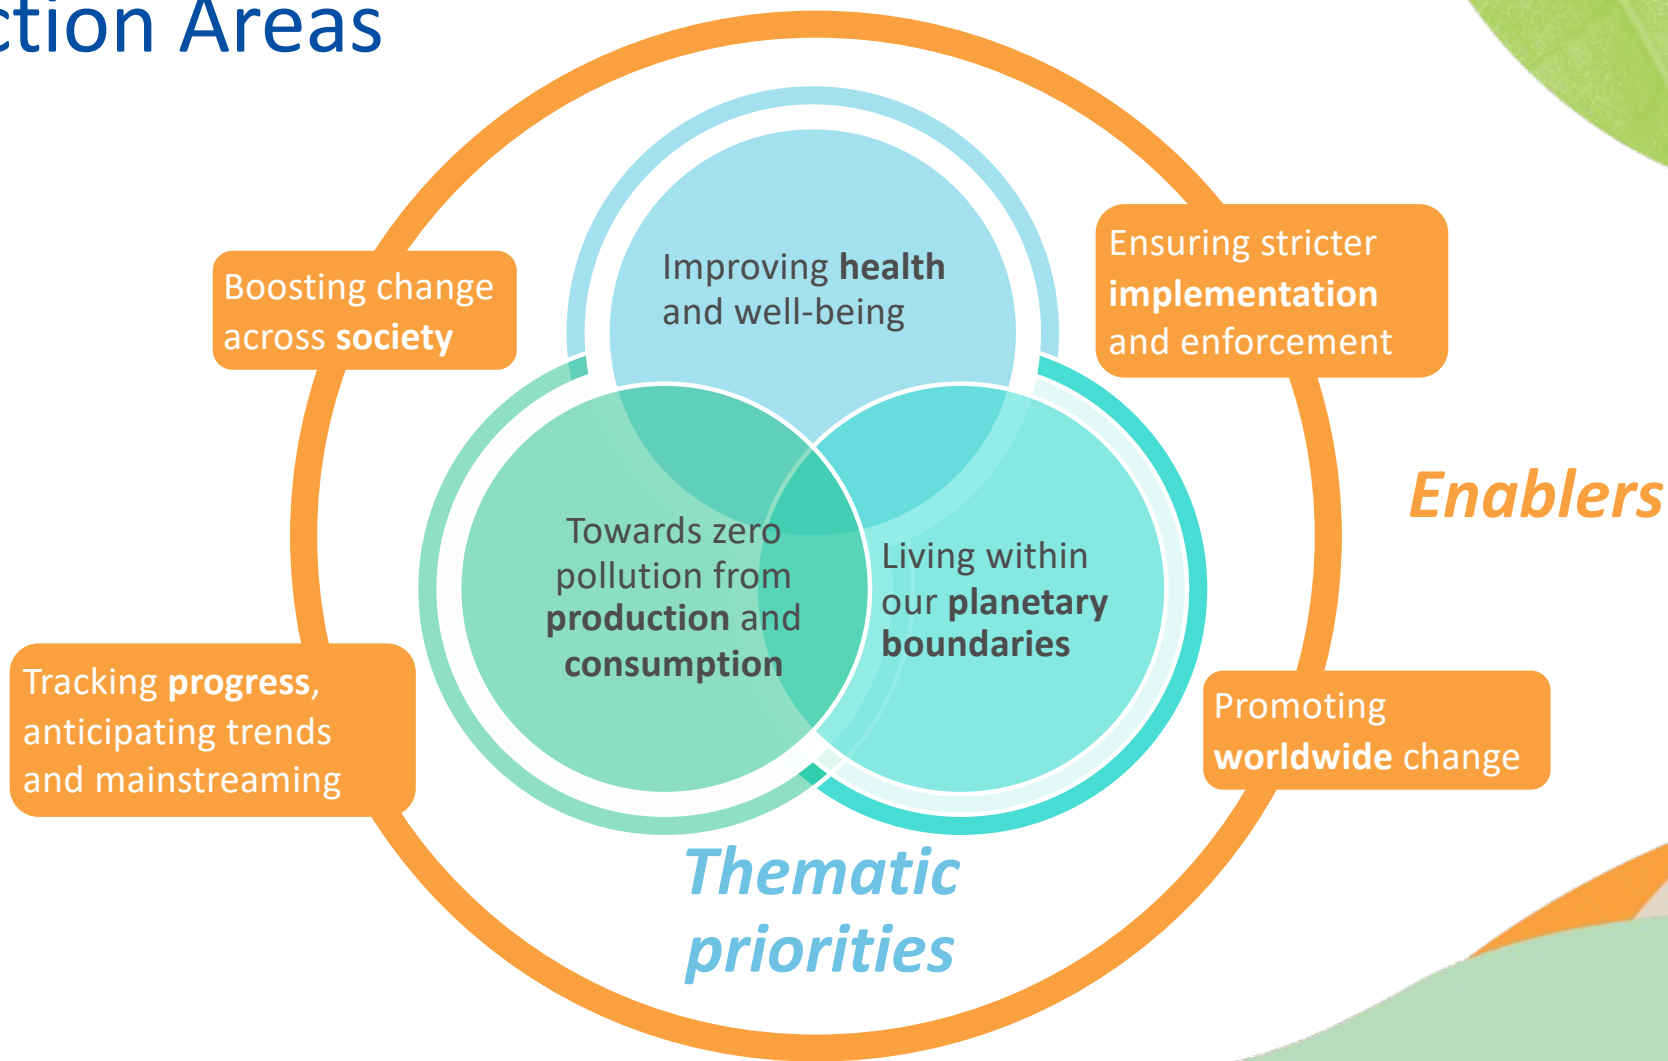 ction Areas
Improving health
and well-being
Boosting change
across society
Ensuring stricter
implementation
and enforcement
Enablers
Towards zero
pollution from
production and
consumption
Living within
our planetary
boundaries
Tracking progress,
anticipating trends
and mainstreaming
Promoting
worldwide change
Thematic
priorities